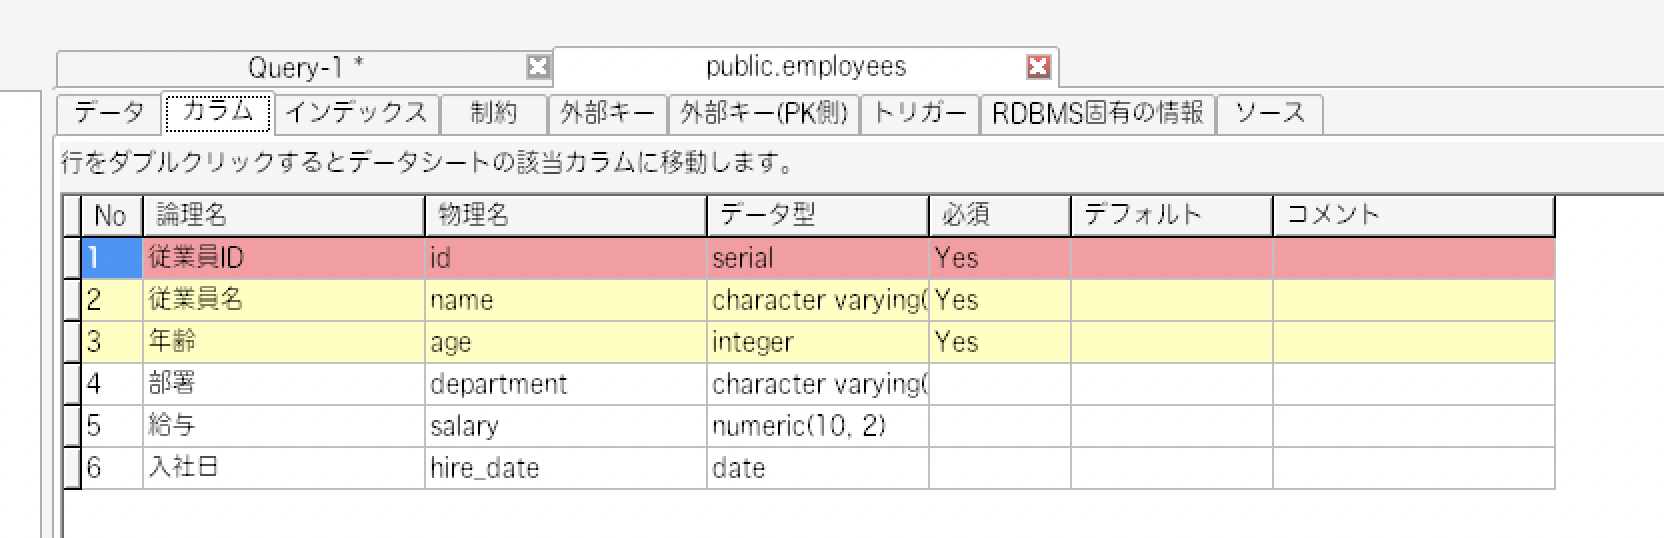 Query-1 * public.employees
データ カラム インデックス 制約 外部キー 外部キー(PK側) トリガー RDBMS固有の情報 ソース
行をダブルクリックするとデータシートの該当カラムに移動します。
No 論理名 物理名 データ型 必須 デフォルト コメント
1 従業員ID id serial Yes
2 従業員名 name character varying( Yes
3 年齢 age integer Yes
4 部署 department character varying(
5 給与 salary numeric(10, 2)
6 入社日 hire_date date